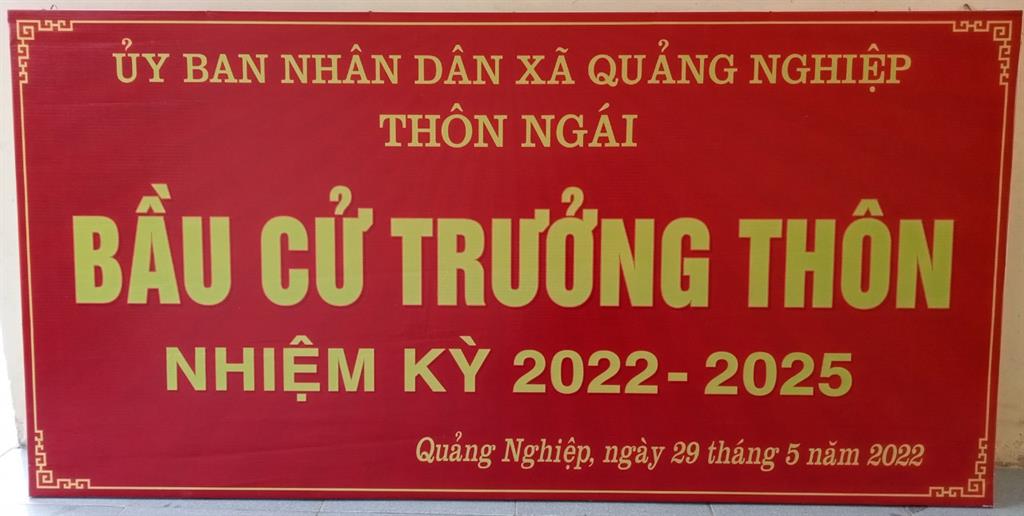 ỦY BAN NHÂN DÂN XÃ QUẢNG NGHIỆP
THÔN NGÁI
BẦU CỬ TRƯỞNG THÔN
NHIỆM KỲ 2022 - 2025
Quảng Nghiệp, ngày 29 tháng 5 năm 2022